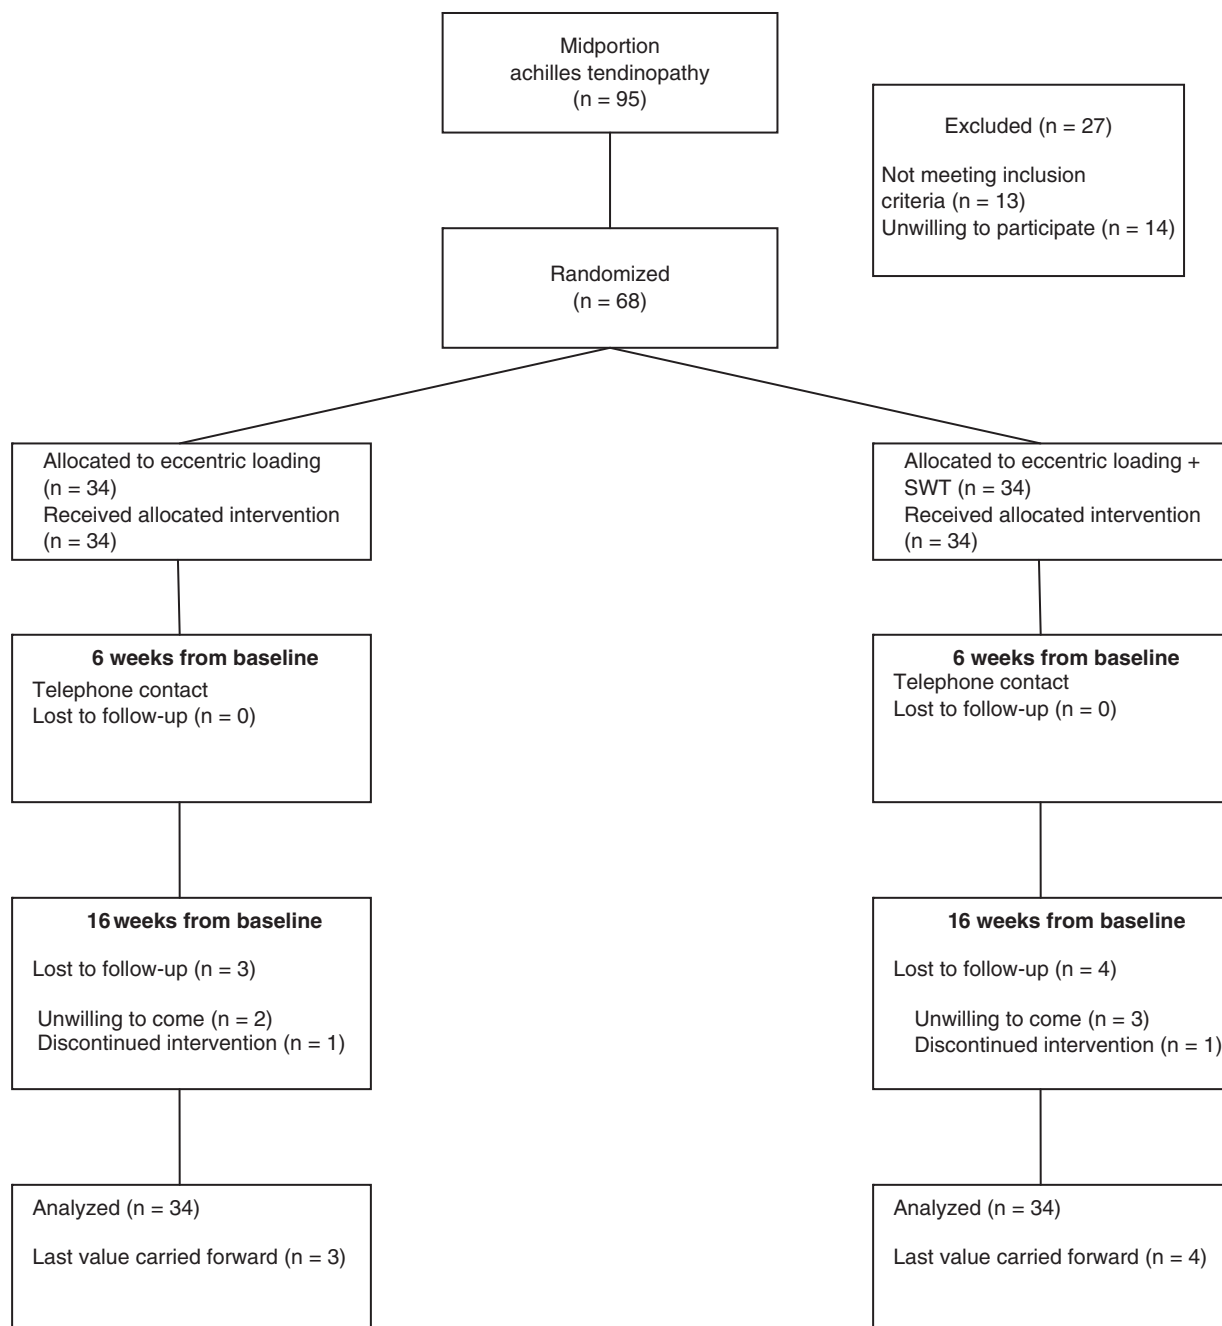 Midportion
achilles tendinopathy
(n = 95)
Excluded (n = 27)
Not meeting inclusion
criteria (n = 13)
Unwilling to participate (n = 14)
Randomized
(n = 68)
Allocated to eccentric loading
(n = 34)
Received allocated intervention
(n = 34)
Allocated to eccentric loading +
SWT (n = 34)
Received allocated intervention
(n = 34)
6 weeks from baseline
Telephone contact
Lost to follow-up (n = 0)
6 weeks from baseline
Telephone contact
Lost to follow-up (n = 0)
16 weeks from baseline
Lost to follow-up (n = 3)
Unwilling to come (n = 2)
Discontinued intervention (n = 1)
16 weeks from baseline
Lost to follow-up (n = 4)
Unwilling to come (n = 3)
Discontinued intervention (n = 1)
Analyzed (n = 34)
Last value carried forward (n = 3)
Analyzed (n = 34)
Last value carried forward (n = 4)